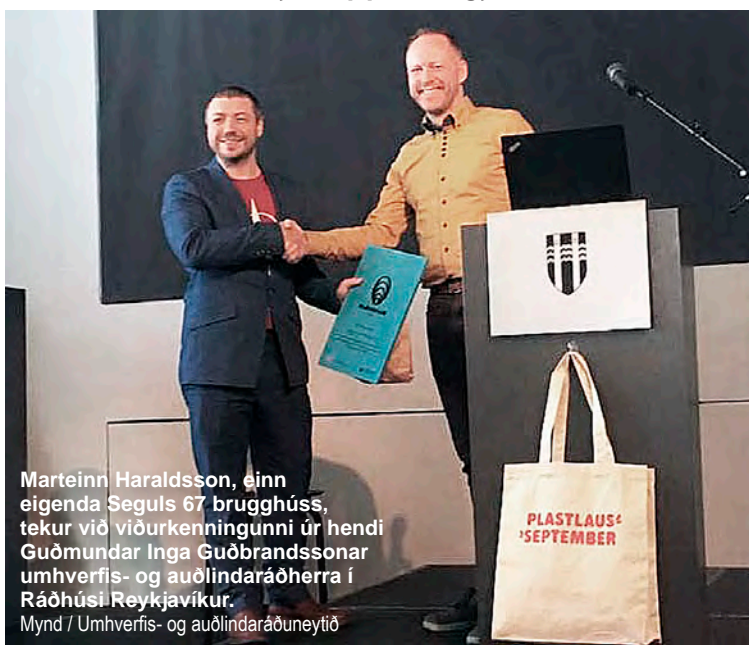 PLASTLAUS
SEPTEMBER
Marteinn Haraldsson, einn
eigenda Seguls 67 brugghúss,
tekur við viðurkenningunni úr hendi
Guðmundar Inga Guðbrandssonar
umhverfis- og auðlindaráðherra í
Ráðhúsi Reykjavíkur.
Mynd / Umhverfis- og auðlindaráðuneytið